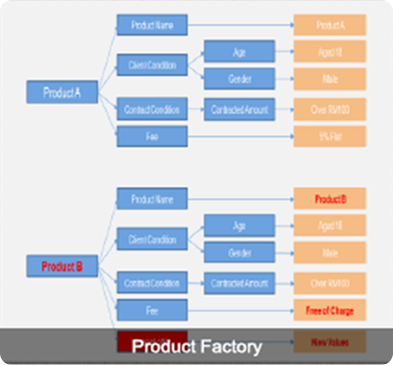 Product Name
Product A
Age
Aged 18
Client Condition
Gender
Male
Product A
Contract Condition
Contracted Amount
Over RM100
Fee
5% Flat
Product Name
Product B
Age
Aged 18
Client Condition
Gender
Male
Product B
Contract Condition
Contracted Amount
Over RM100
Fee
Free of Charge
New Values
Product Factory